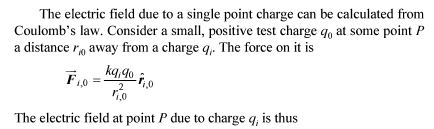 The electric field due to a single point charge can be calculated from
Coulomb's law. Consider a small, positive test charge q₀ at some point P
a distance rᵢ₀ away from a charge qᵢ. The force on it is
F⃗ᵢ,₀ = kqᵢq₀/r²ᵢ,₀ r̂ᵢ,₀
The electric field at point P due to charge qᵢ is thus